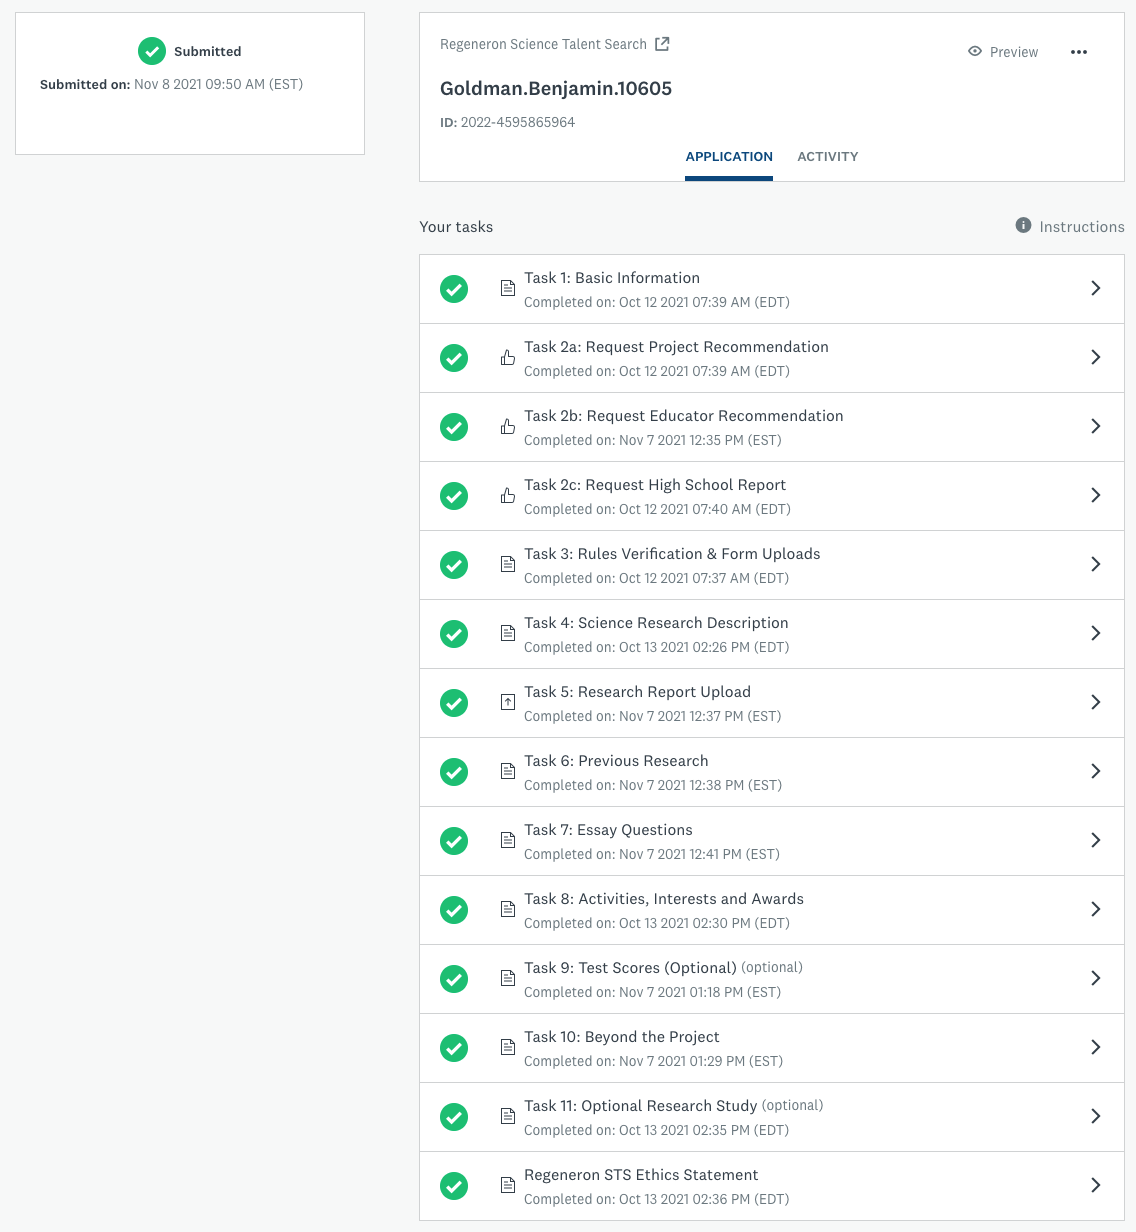 Submitted
Submitted on: Nov 8 2021 09:50 AM (EST)
Regeneron Science Talent Search
Preview
Goldman.Benjamin.10605
ID: 2022-4595865964
APPLICATION ACTIVITY
Your tasks
Instructions
Task 1: Basic Information
Completed on: Oct 12 2021 07:39 AM (EDT)
Task 2a: Request Project Recommendation
Completed on: Oct 12 2021 07:39 AM (EDT)
Task 2b: Request Educator Recommendation
Completed on: Nov 7 2021 12:35 PM (EST)
Task 2c: Request High School Report
Completed on: Oct 12 2021 07:40 AM (EDT)
Task 3: Rules Verification & Form Uploads
Completed on: Oct 12 2021 07:37 AM (EDT)
Task 4: Science Research Description
Completed on: Oct 13 2021 02:26 PM (EDT)
Task 5: Research Report Upload
Completed on: Nov 7 2021 12:37 PM (EST)
Task 6: Previous Research
Completed on: Nov 7 2021 12:38 PM (EST)
Task 7: Essay Questions
Completed on: Nov 7 2021 12:41 PM (EST)
Task 8: Activities, Interests and Awards
Completed on: Oct 13 2021 02:30 PM (EDT)
Task 9: Test Scores (Optional) (optional)
Completed on: Nov 7 2021 01:18 PM (EST)
Task 10: Beyond the Project
Completed on: Nov 7 2021 01:29 PM (EST)
Task 11: Optional Research Study (optional)
Completed on: Oct 13 2021 02:35 PM (EDT)
Regeneron STS Ethics Statement
Completed on: Oct 13 2021 02:36 PM (EDT)